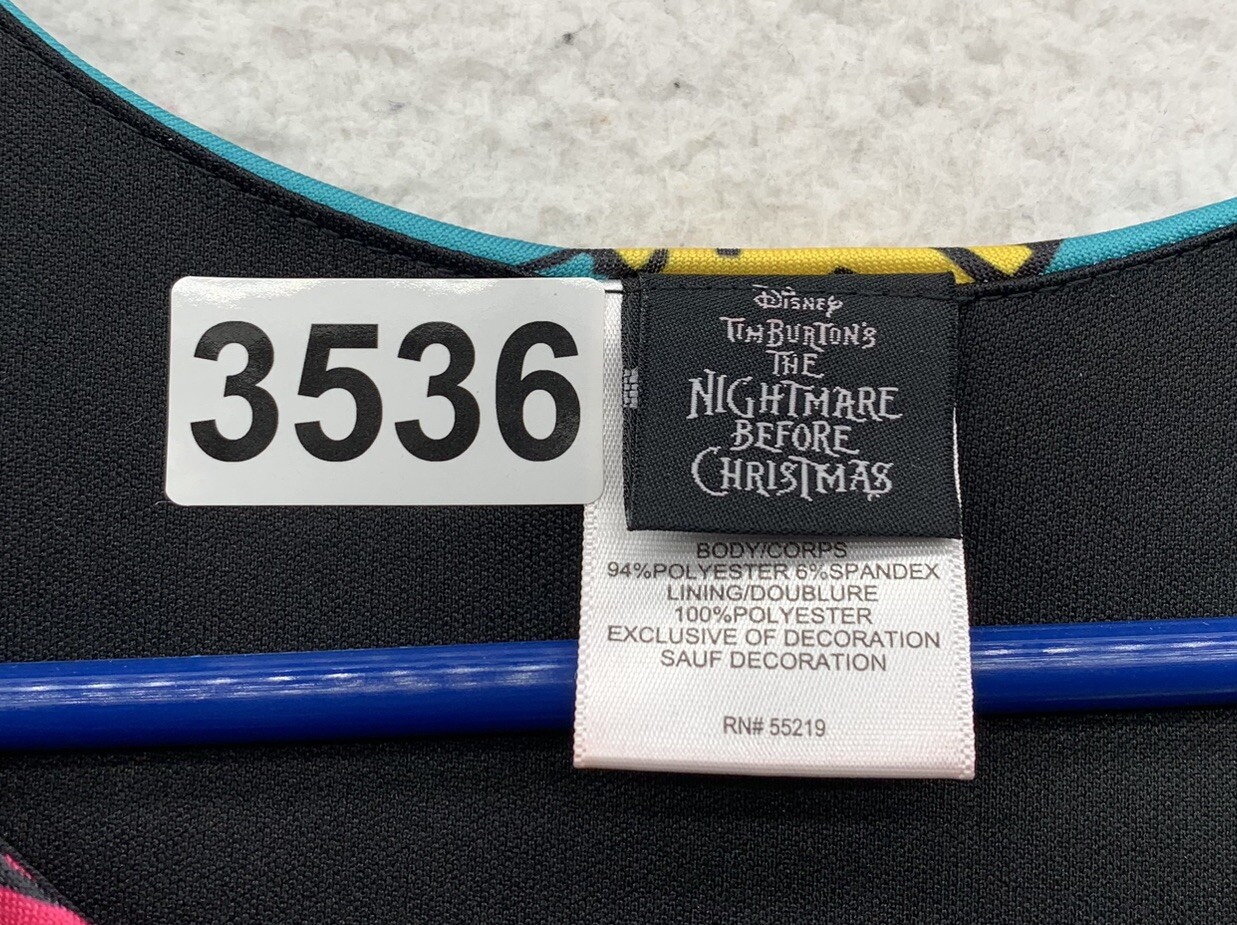 3536
DISNEY
TIM BURTON'S
THE
NIGHTMARE
BEFORE
CHRISTMAS
BODY/CORPS
94%POLYESTER 6%SPANDEX
LINING/DOUBLURE
100%POLYESTER
EXCLUSIVE OF DECORATION
SAUF DECORATION
RN# 55219